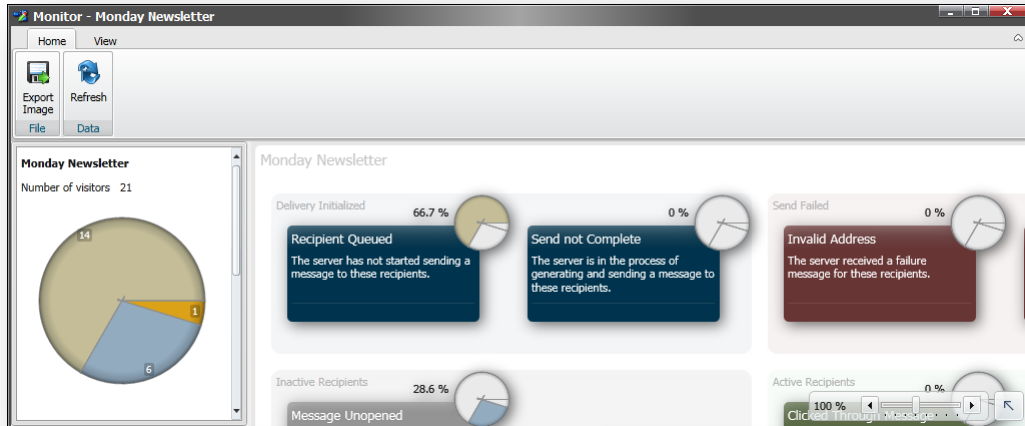 Monitor - Monday Newsletter
Home View
Export
Image
Refresh
File Data
Monday Newsletter
Number of visitors 21
14
1
6
Monday Newsletter
Delivery Initialized
66.7 %
Recipient Queued
The server has not started sending a
message to these recipients.
0 %
Send not Complete
The server is in the process of
generating and sending a message to
these recipients.
Send Failed
0 %
Invalid Address
The server received a failure
message for these recipients.
Inactive Recipients
28.6 %
Message Unopened
Active Recipients
0 %
Clicked Through Message
100 %